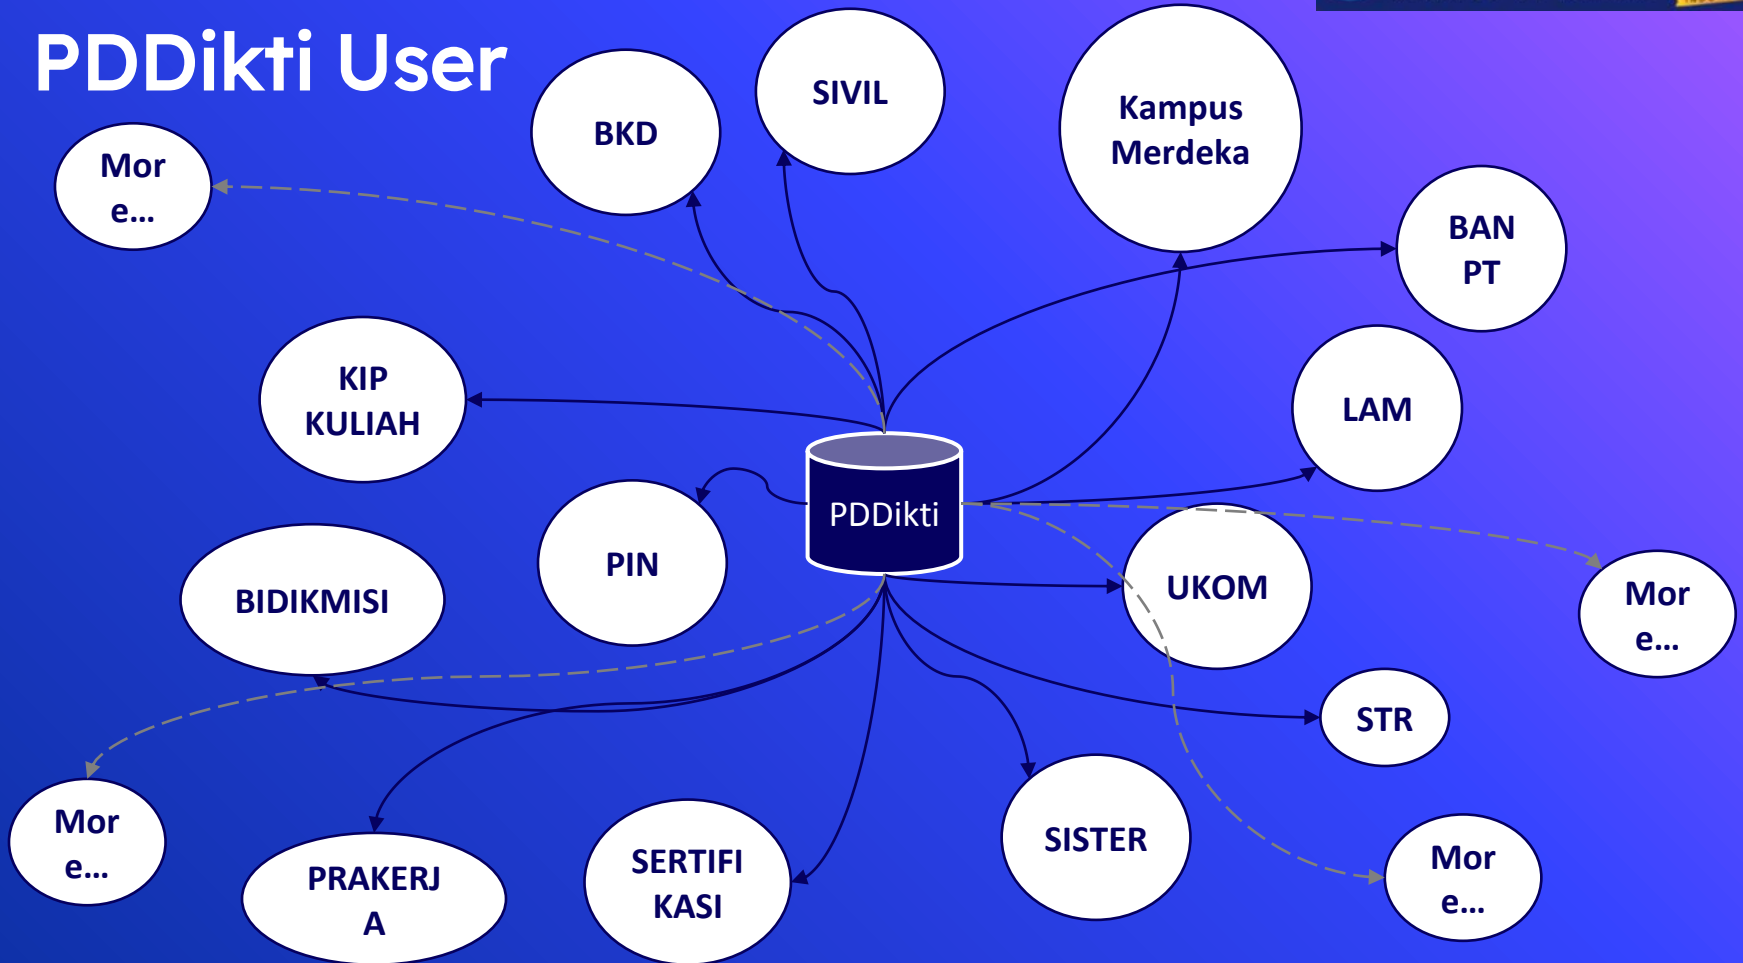 PDDikti User
SIVIL
BKD
Kampus
Merdeka
Mor
e...
BAN
PT
KIP
KULIAH
LAM
PDDikti
PIN
UKOM
BIDIKMISI
Mor
e...
STR
Mor
e...
PRAKERJ
A
SERTIFI
KASI
SISTER
Mor
e...